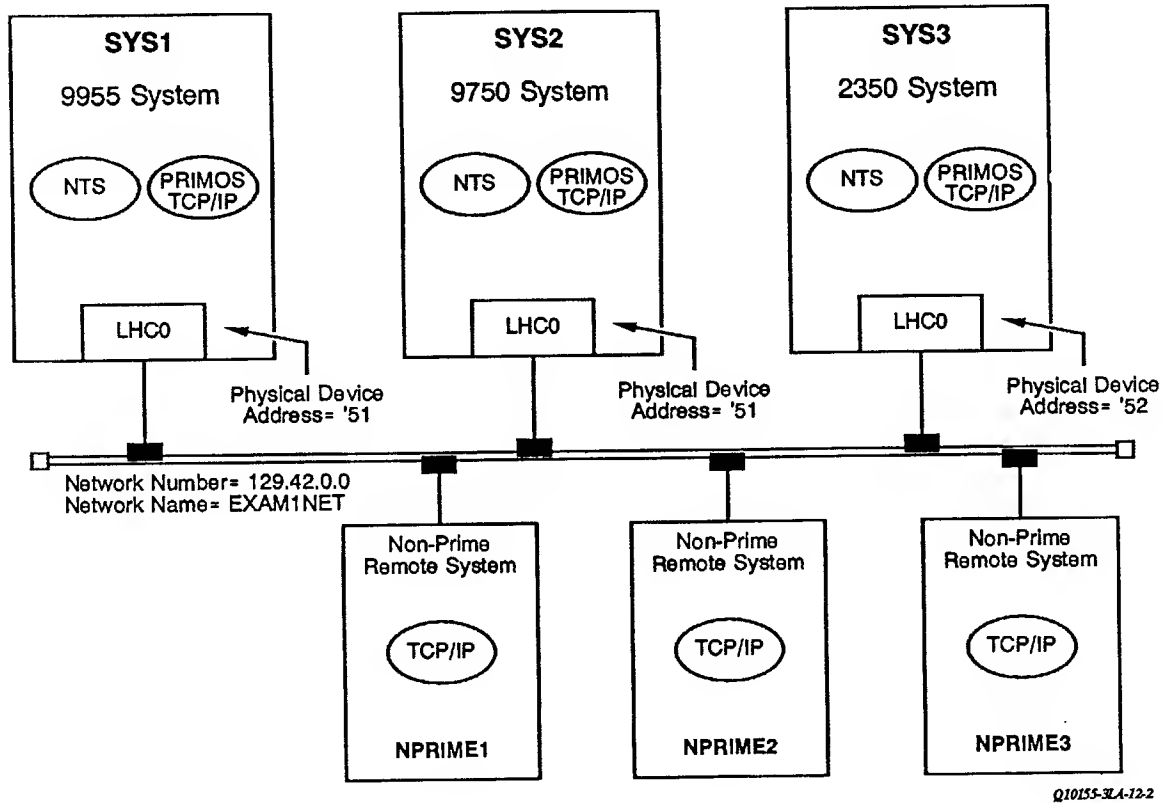 SYS1
9955 System
NTS
PRIMOS
TCP/IP
LHC0
Physical Device
Address= '51
SYS2
9750 System
NTS
PRIMOS
TCP/IP
LHC0
Physical Device
Address= '51
SYS3
2350 System
NTS
PRIMOS
TCP/IP
LHC0
Physical Device
Address= '52
Network Number= 129.42.0.0
Network Name= EXAM1NET
Non-Prime
Remote System
TCP/IP
NPRIME1
Non-Prime
Remote System
TCP/IP
NPRIME2
Non-Prime
Remote System
TCP/IP
NPRIME3
Q10155-3LA-12-2